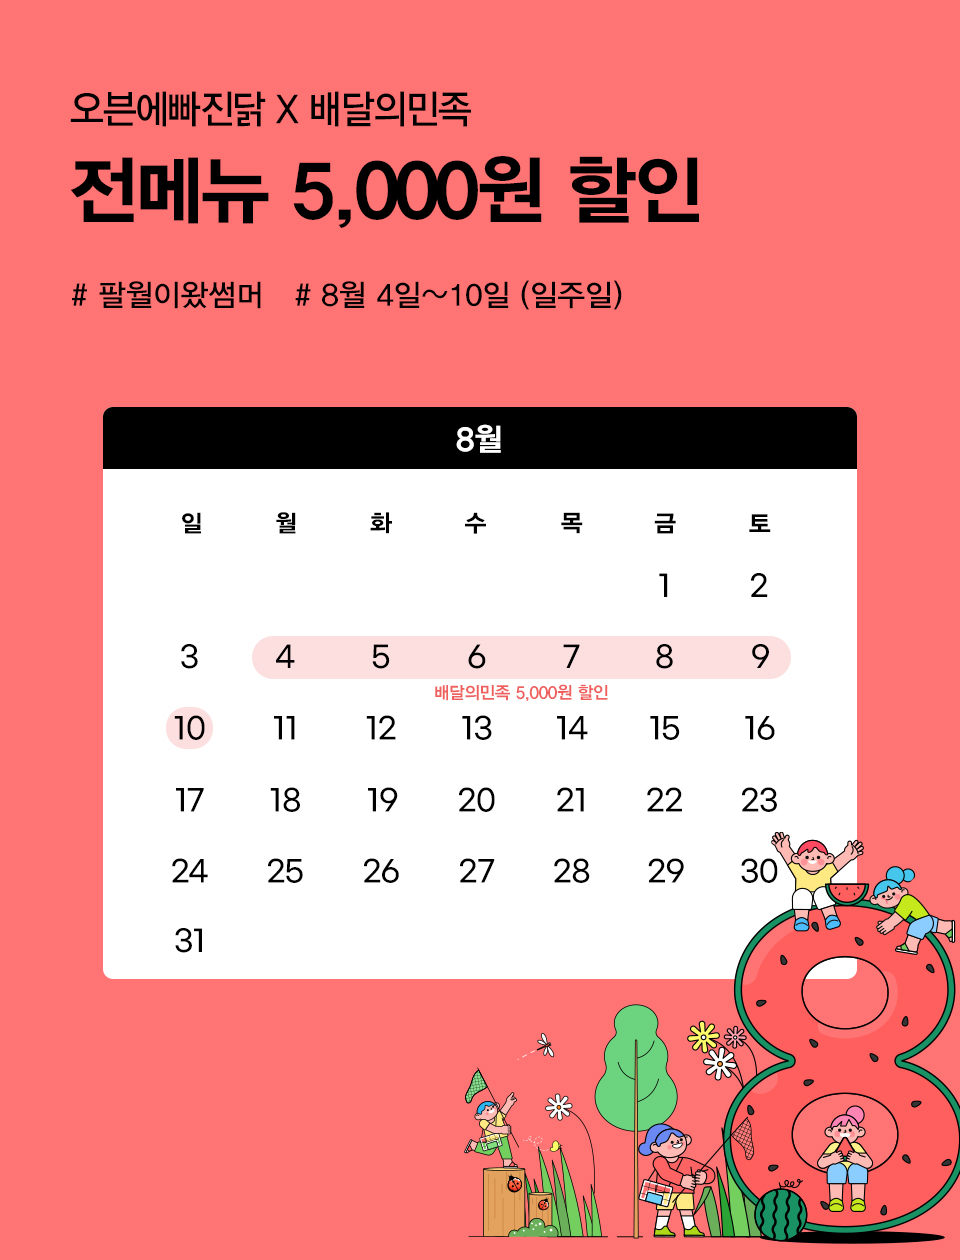 오븐에빠진닭 X 배달의민족
전메뉴 5,000원 할인
# 팔월이왔썸머 # 8월 4일~10일 (일주일)
8월
일 월 화 수 목 금 토
1 2
3 4 5 6 7 8 9
배달의민족 5,000원 할인
10 11 12 13 14 15 16
17 18 19 20 21 22 23
24 25 26 27 28 29 30
31
8